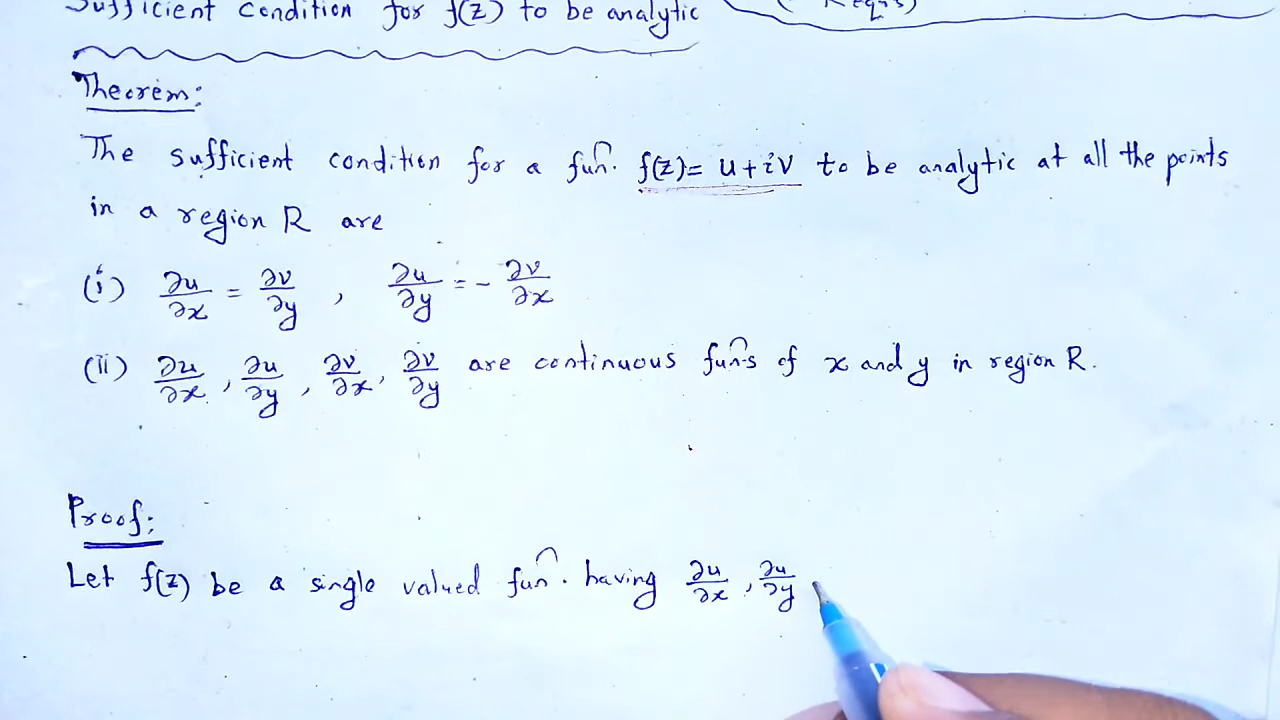 Sufficient Condition for f(z) to be analytic
Theorem:
The sufficient condition for a fun. f(z)= u+iv to be analytic at all the points
in a region R are
(i) ∂u/∂x = ∂v/∂y , ∂u/∂y = - ∂v/∂x
(ii) ∂u/∂x , ∂u/∂y , ∂v/∂x, ∂v/∂y are continuous funs of x and y in region R.
Proof:
Let f(z) be a single valued fun. having ∂u/∂x , ∂u/∂y